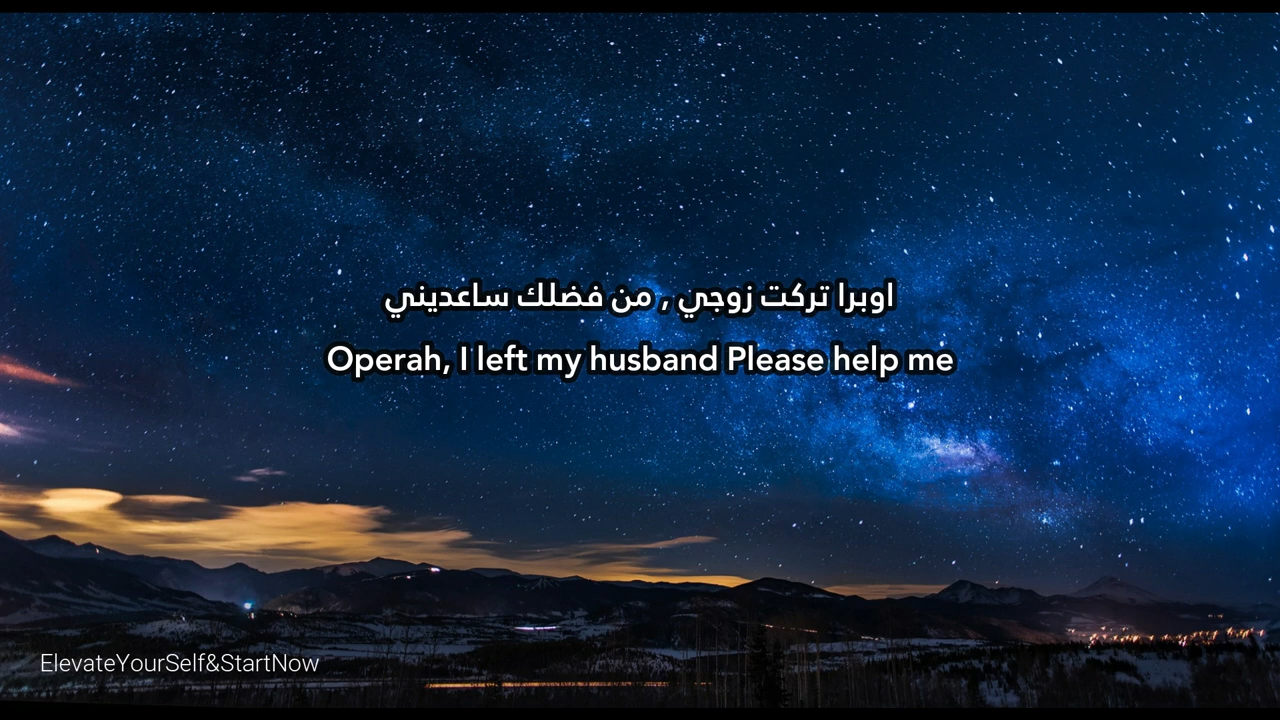 اوبرا تركت زوجي , من فضلك ساعديني
Operah, I left my husband Please help me
ElevateYourSelf&StartNow